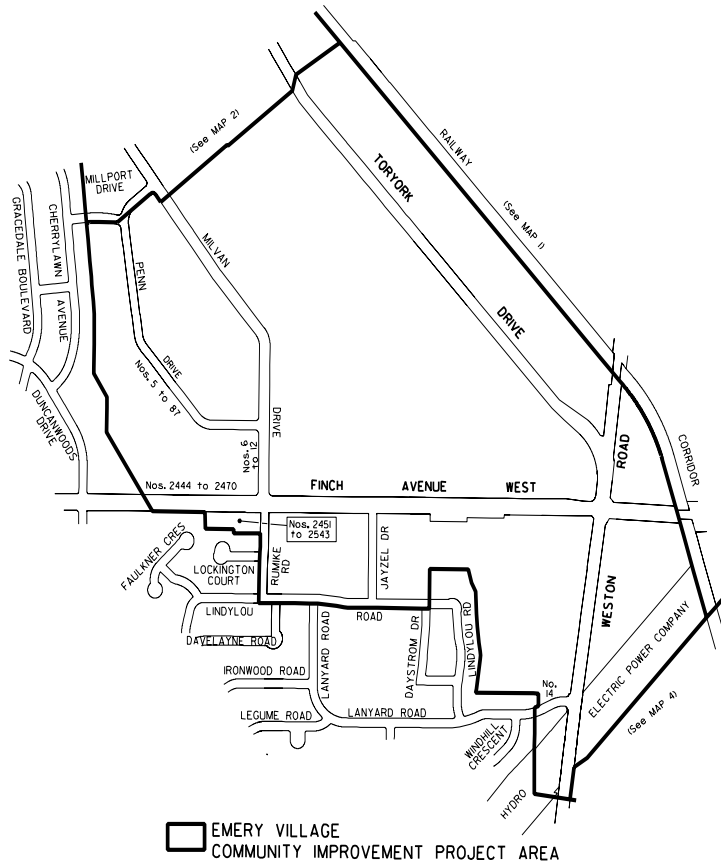 (See MAP 2)
RAILWAY
TORYORK
(See MAP 1)
MILLPORT
DRIVE
GRACEDALE BOULEVARD
CHERRYLAWN
AVENUE
MILVAN
PENN
DRIVE
DRIVE
Nos. 5 to 87
DUNCANWOODS
DRIVE
DRIVE
Nos. 6
to 12
ROAD
CORRIDOR
Nos. 2444 to 2470
FINCH AVENUE WEST
Nos. 2451
to 2543
FAULKNER CRES
LOCKINGTON
COURT
RUMIKE
RD
JAYZEL DR
LINDYLOU ROAD
DAVELAYNE ROAD
LANYARD ROAD
DAYSTROM DR
LINDYLOU RD
WESTON
IRONWOOD ROAD
No.
14
ELECTRIC POWER COMPANY
LEGUME ROAD
LANYARD ROAD
WINDHILL
CRESCENT
(See MAP 4)
HYDRO
EMERY VILLAGE
COMMUNITY IMPROVEMENT PROJECT AREA